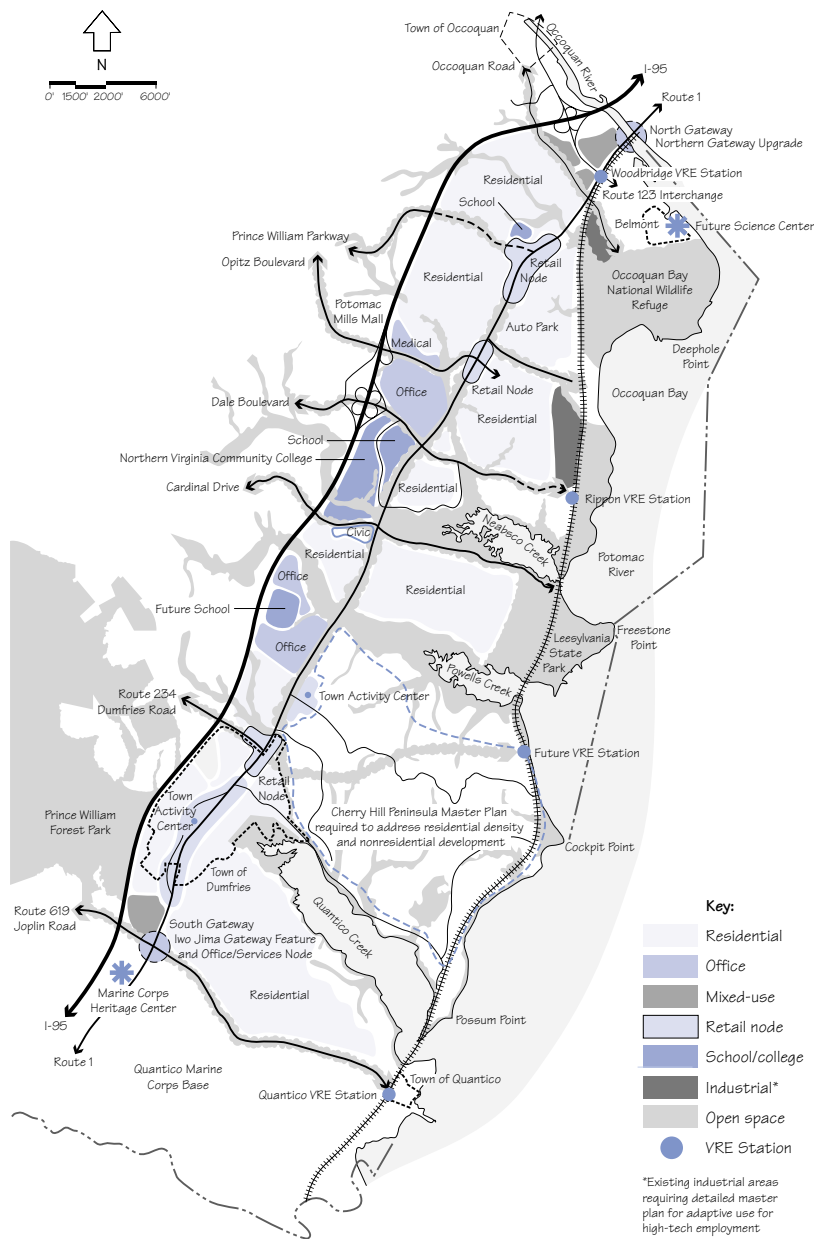 Town of Occoquan
Occoquan River
Occoquan Road
I-95
N
0' 1500' 2000' 6000'
Route 1
North Gateway
Northern Gateway Upgrade
Woodbridge VRE Station
Residential
Route 123 Interchange
School
Belmont
Future Science Center
Prince William Parkway
Opitz Boulevard
Retail
Node
Residential
Occoquan Bay
National Wildlife
Refuge
Potomac
Mills Mall
Auto Park
Medical
Deephole
Point
Office
Retail Node
Occoquan Bay
Dale Boulevard
Residential
School
Northern Virginia Community College
Cardinal Drive
Residential
Rippon VRE Station
Neabsco Creek
Civic
Residential
Potomac
River
Office
Residential
Future School
Office
Leesylvania
State
Park
Freestone
Point
Powells Creek
Route 234
Dumfries Road
Town Activity Center
Future VRE Station
Retail
Node
Town
Activity
Center
Prince William
Forest Park
Cherry Hill Peninsula Master Plan
required to address residential density
and nonresidential development
Cockpit Point
Town of
Dumfries
Quantico Creek
Route 619
Joplin Road
South Gateway
Iwo Jima Gateway Feature
and Office/Services Node
Marine Corps
Heritage Center
Residential
I-95
Route 1
Possum Point
Quantico Marine
Corps Base
Town of Quantico
Quantico VRE Station
Key:
Residential
Office
Mixed-use
Retail node
School/college
Industrial*
Open space
VRE Station
*Existing industrial areas
requiring detailed master
plan for adaptive use for
high-tech employment